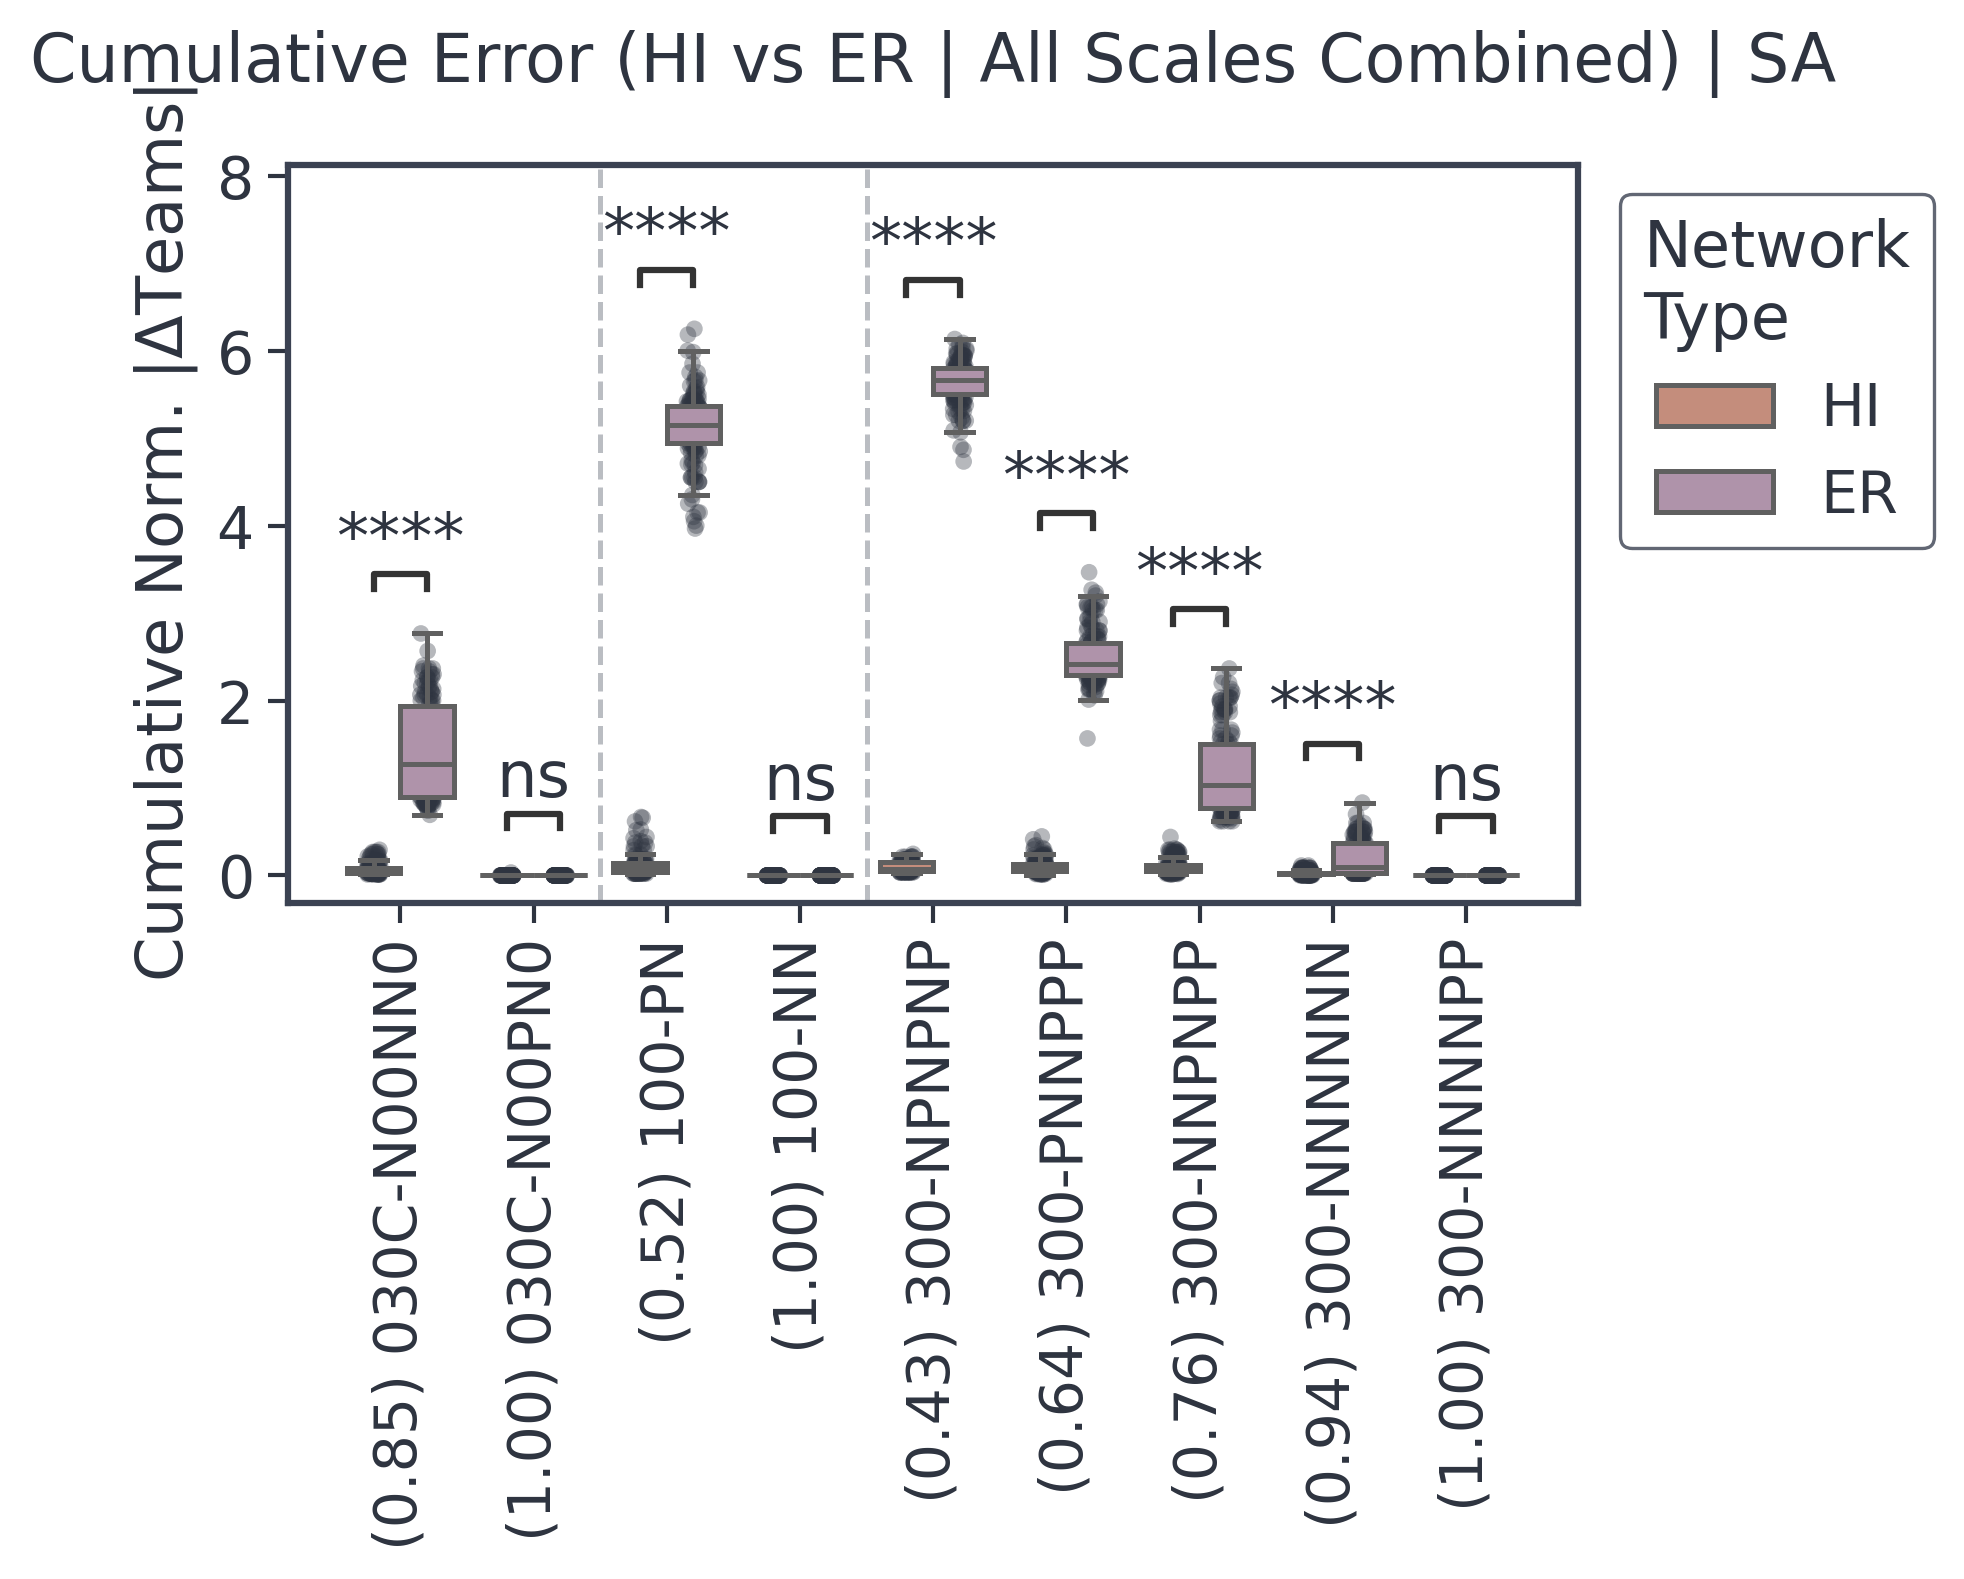 Cumulative Error (HI vs ER | All Scales Combined) | SA
Cumulative Norm. |ΔTeams|
8
6
4
2
0
****
ns
****
ns
****
****
****
****
ns
(0.85) 030C-N00NN0
(1.00) 030C-N00PN0
(0.52) 100-PN
(1.00) 100-NN
(0.43) 300-NPNPNP
(0.64) 300-PNNNPP
(0.76) 300-NNPNPP
(0.94) 300-NNNNNN
(1.00) 300-NNNNPP
Network
Type
HI
ER